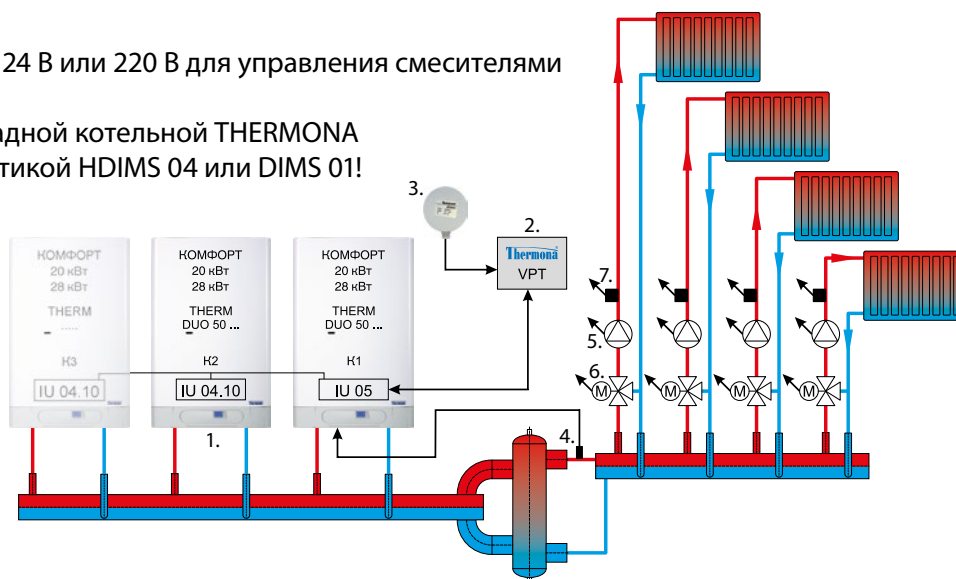 24 В или 220 В для управления смесителями
адной котельной THERMONA
тикой HDIMS 04 или DIMS 01!
3.
2.
Thermona
VPT
КОМФОРТ
20 кВт
28 кВт
THERM
.....
К3
IU 04.10
КОМФОРТ
20 кВт
28 кВт
THERM
DUO 50 ...
К2
IU 04.10
КОМФОРТ
20 кВт
28 кВт
THERM
DUO 50 ...
К1
IU 05
1.
4.
7.
5.
6.
M
M
M
M